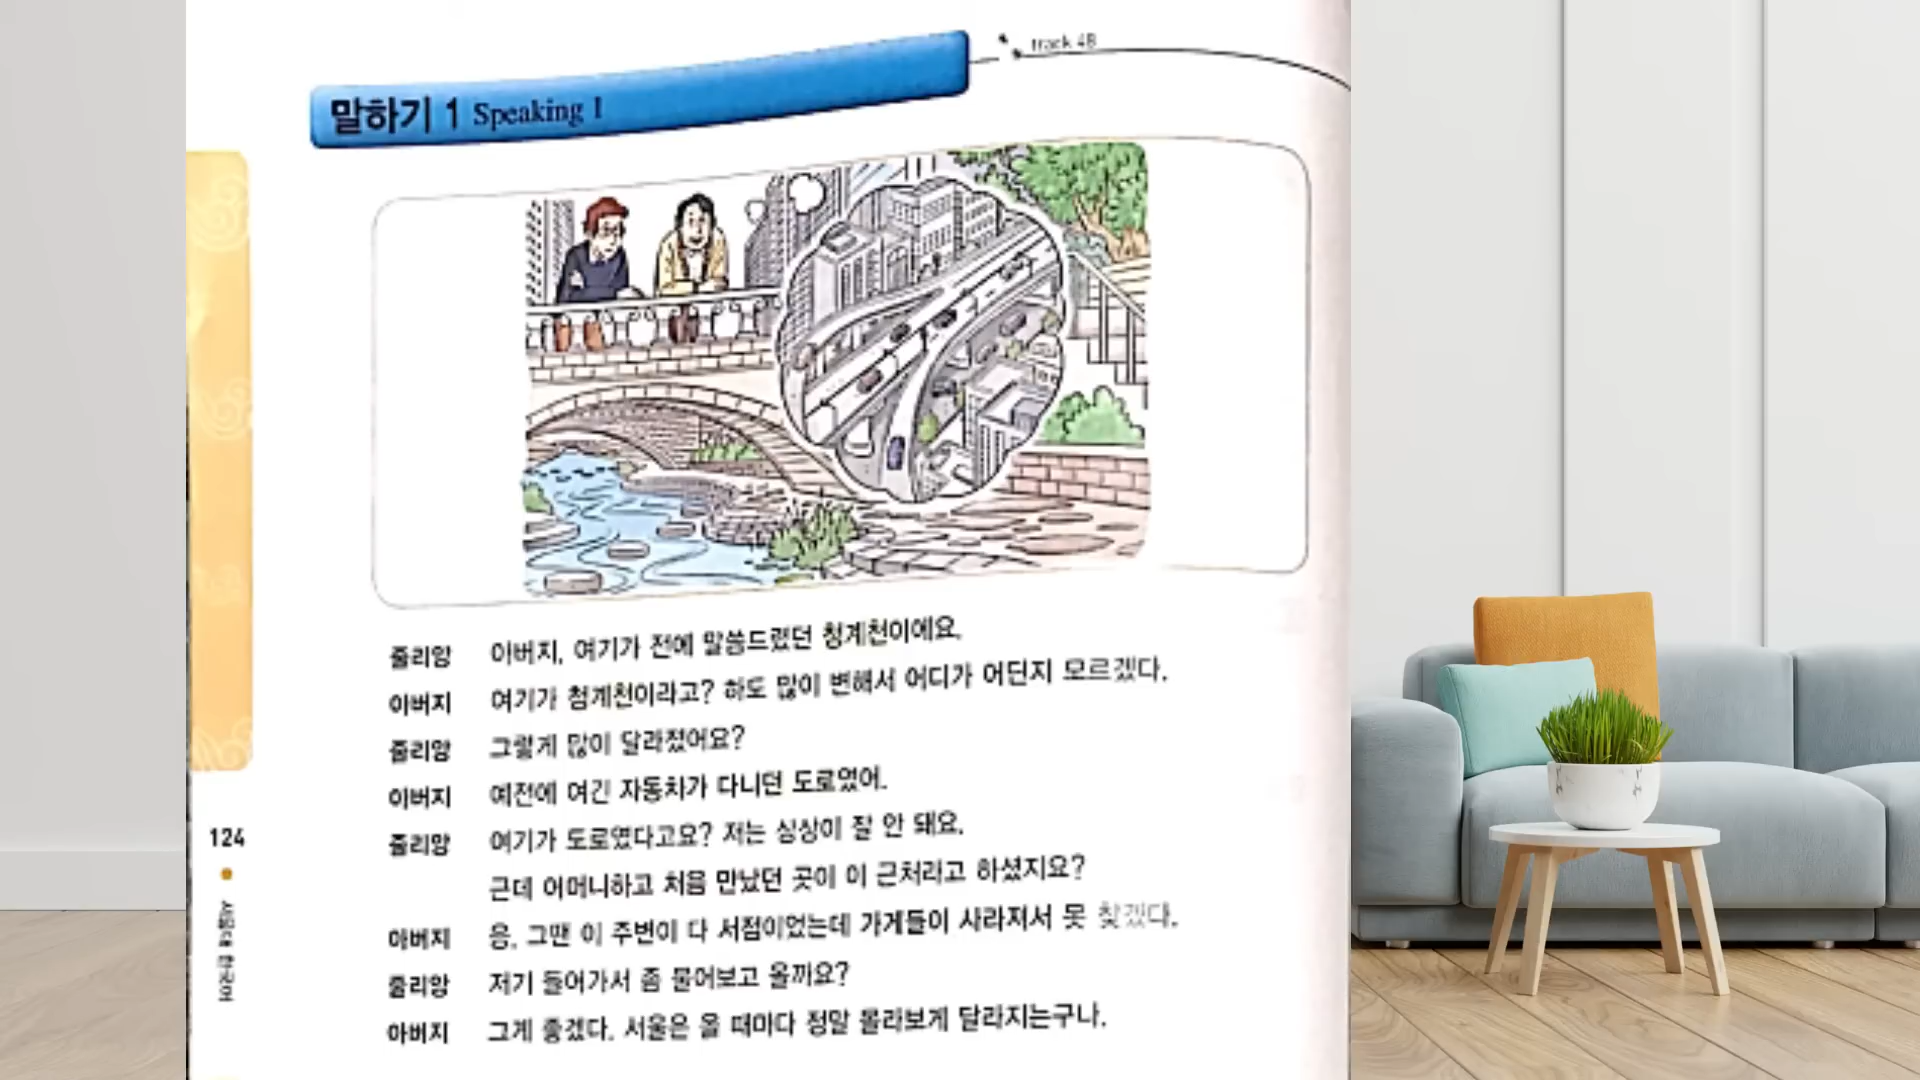 track 48
말하기 1 Speaking 1
줄리앙 아버지, 여기가 전에 말씀드렸던 청계천이에요.
아버지 여기가 청계천이라고? 하도 많이 변해서 어디가 어딘지 모르겠다.
줄리앙 그렇게 많이 달라졌어요?
아버지 예전에 여긴 자동차가 다니던 도로였어.
줄리앙 여기가 도로였다고요? 저는 상상이 잘 안 돼요.
근데 어머니하고 처음 만났던 곳이 이 근처라고 하셨지요?
아버지 응, 그땐 이 주변이 다 서점이었는데 가게들이 사라져서 못 찾겠다.
줄리앙 저기 들어가서 좀 물어보고 올까요?
아버지 그게 좋겠다. 서울은 올 때마다 정말 몰라보게 달라지는구나.
124
서울대 한국어